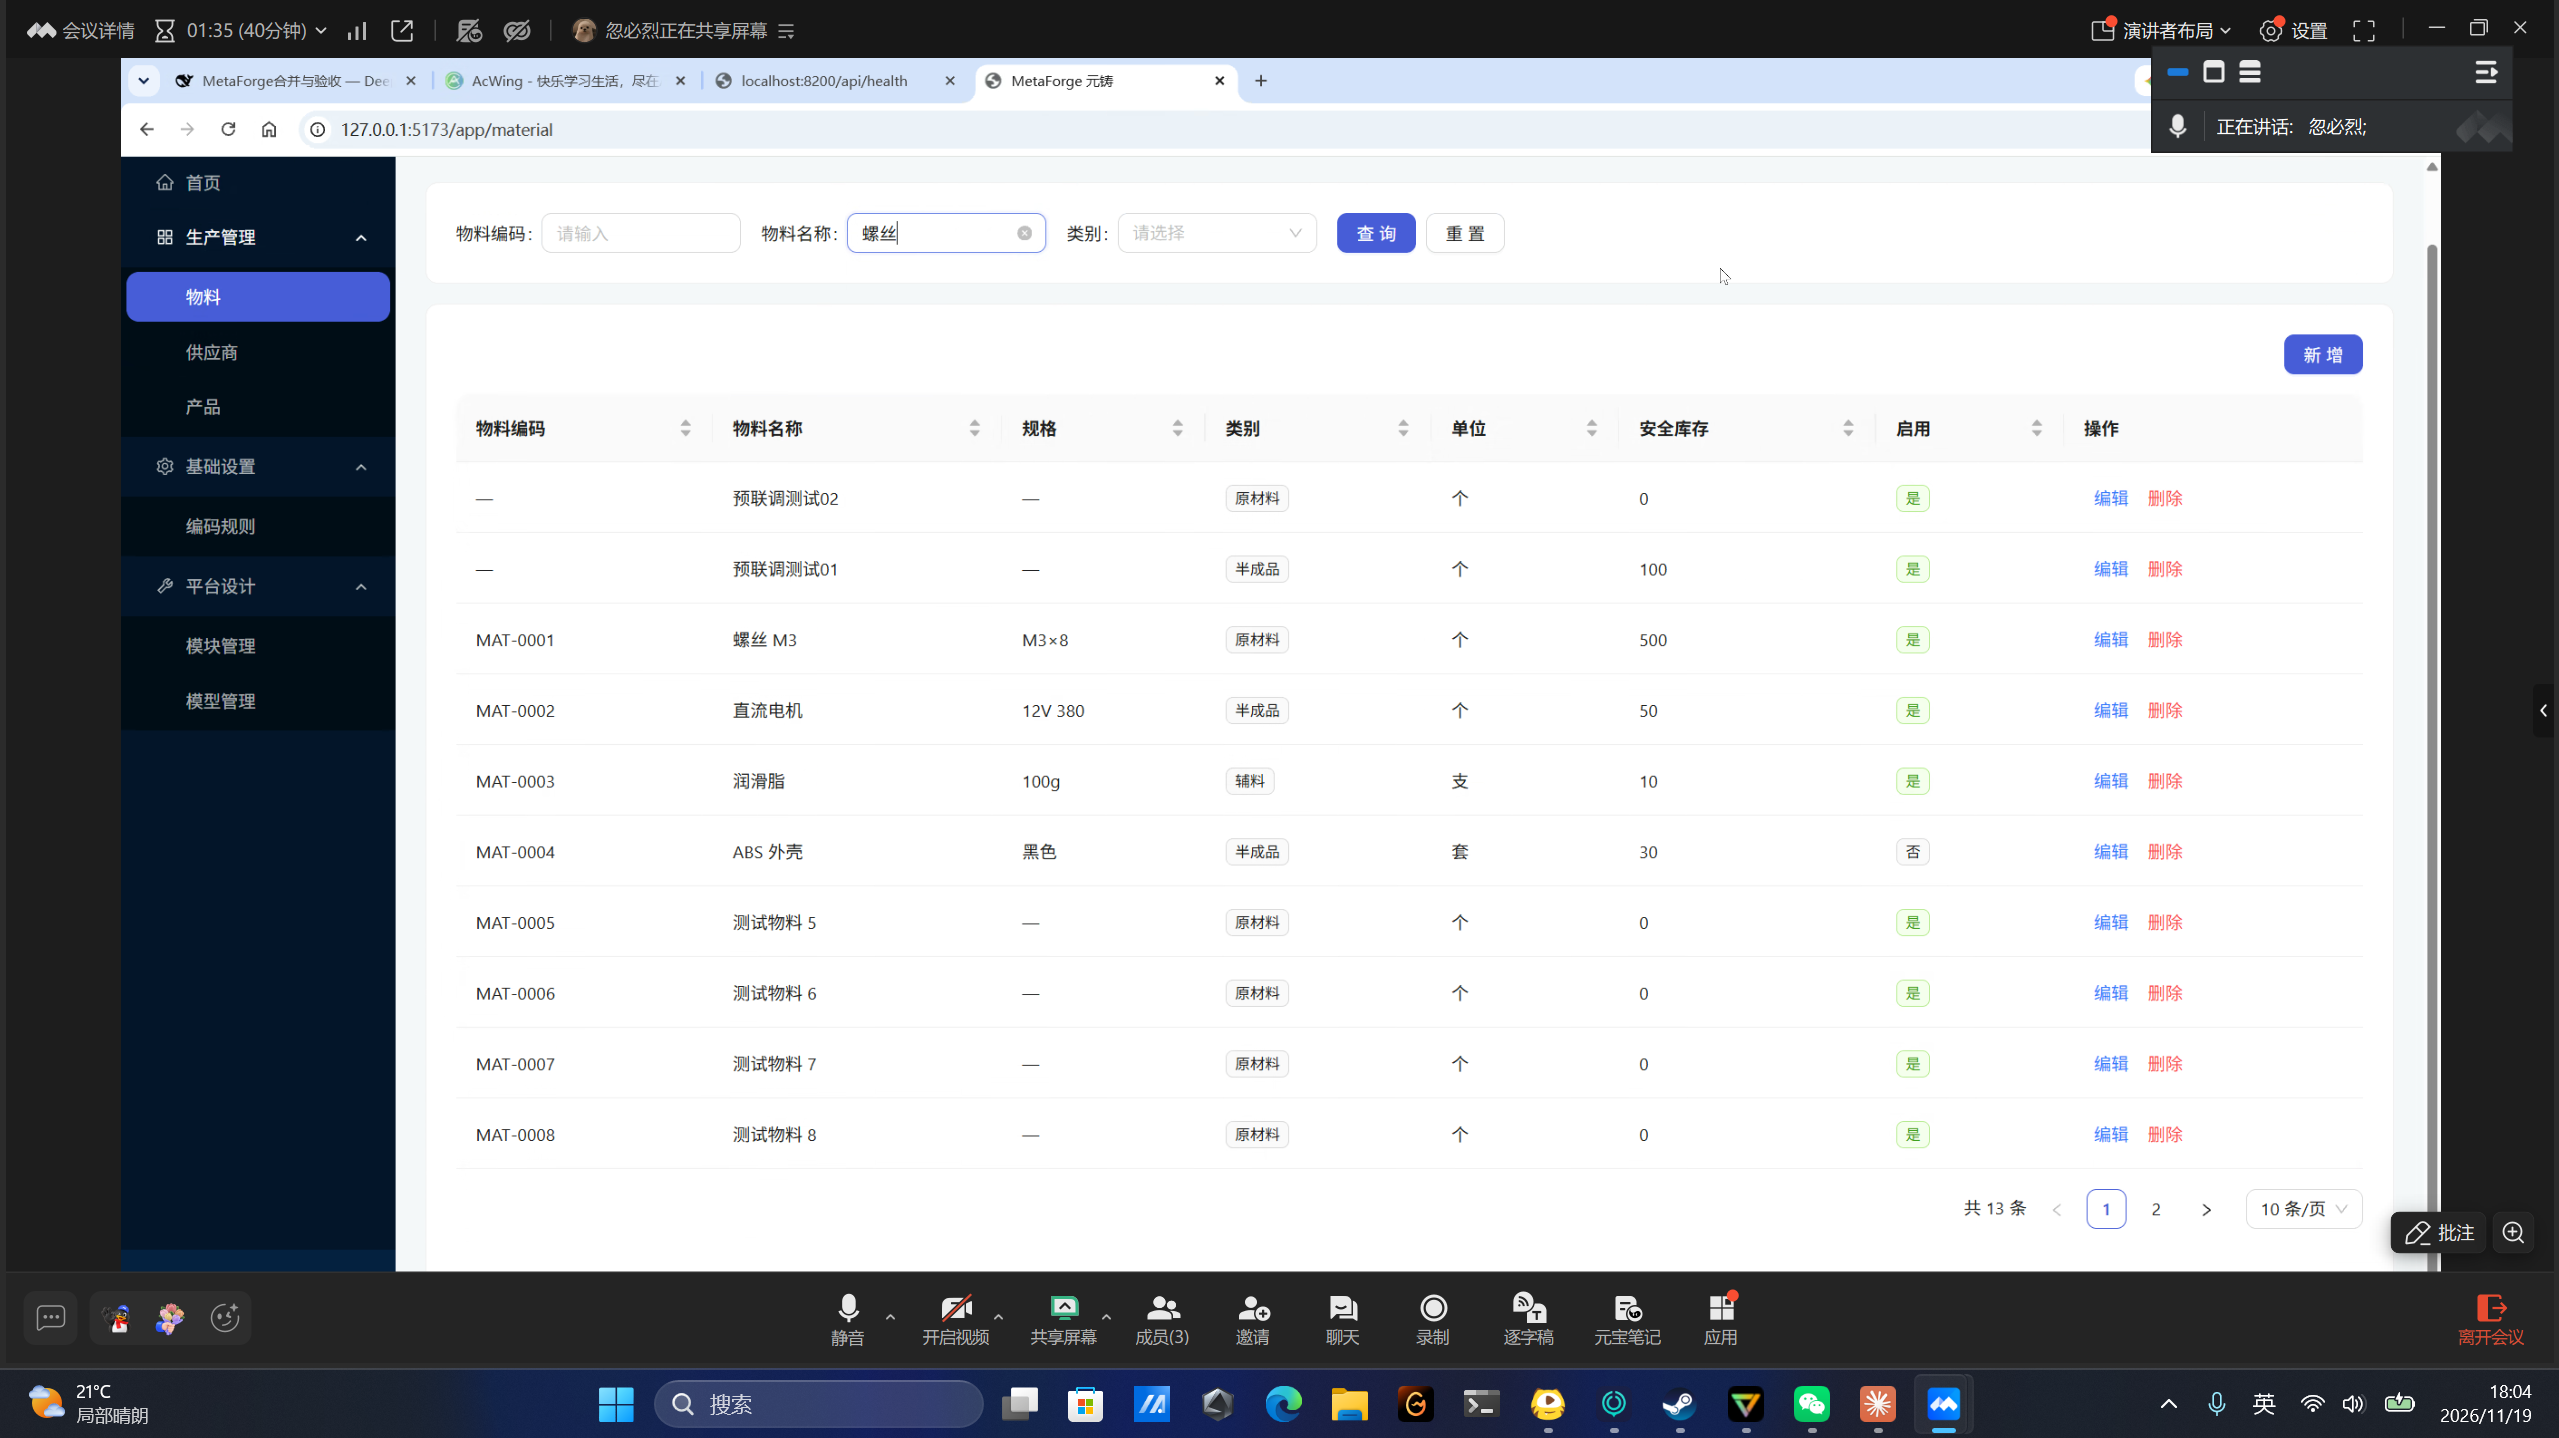 会议详情 01:35 (40分钟) 忽必烈正在共享屏幕 演讲者布局 设置
MetaForge合并与验收 — Dee AcWing - 快乐学习生活，尽在 localhost:8200/api/health MetaForge 元铸
正在讲话: 忽必烈;
127.0.0.1:5173/app/material
首页
生产管理
物料
供应商
产品
基础设置
编码规则
平台设计
模块管理
模型管理
物料编码: 请输入 物料名称: 螺丝 类别: 请选择 查 询 重 置
新 增
物料编码 物料名称 规格 类别 单位 安全库存 启用 操作
— 预联调测试02 — 原材料 个 0 是 编辑 删除
— 预联调测试01 — 半成品 个 100 是 编辑 删除
MAT-0001 螺丝 M3 M3×8 原材料 个 500 是 编辑 删除
MAT-0002 直流电机 12V 380 半成品 个 50 是 编辑 删除
MAT-0003 润滑脂 100g 辅料 支 10 是 编辑 删除
MAT-0004 ABS 外壳 黑色 半成品 套 30 否 编辑 删除
MAT-0005 测试物料 5 — 原材料 个 0 是 编辑 删除
MAT-0006 测试物料 6 — 原材料 个 0 是 编辑 删除
MAT-0007 测试物料 7 — 原材料 个 0 是 编辑 删除
MAT-0008 测试物料 8 — 原材料 个 0 是 编辑 删除
共 13 条 1 2 10 条/页
批注
静音 开启视频 共享屏幕 成员(3) 邀请 聊天 录制 逐字稿 元宝笔记 应用 离开会议
21°C
局部晴朗
搜索
英
18:04
2026/11/19